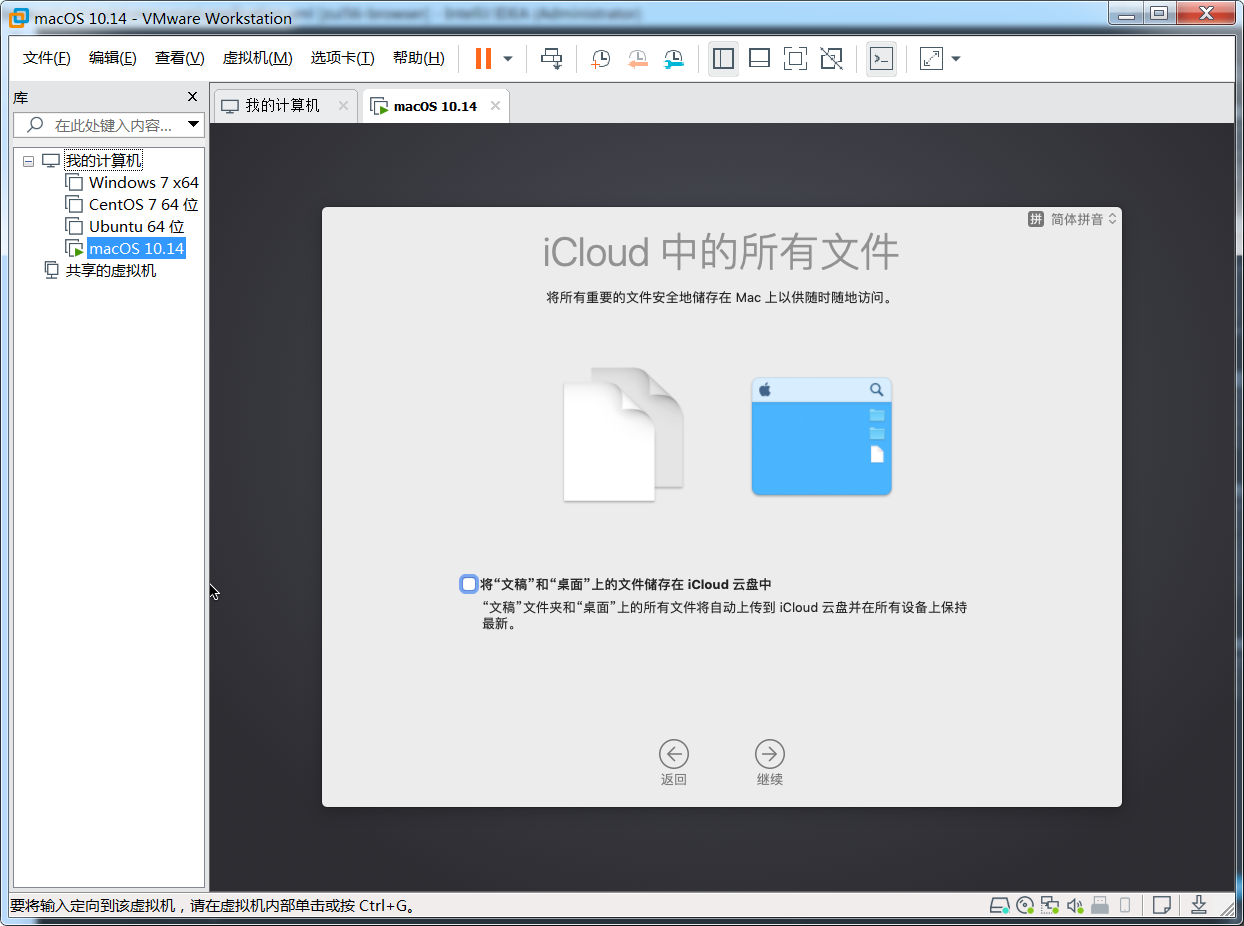 macOS 10.14 - VMware Workstation
文件(F) 编辑(E) 查看(V) 虚拟机(M) 选项卡(T) 帮助(H)
库
在此处键入内容...
我的计算机
Windows 7 x64
CentOS 7 64 位
Ubuntu 64 位
macOS 10.14
共享的虚拟机
我的计算机 macOS 10.14
拼 简体拼音
iCloud 中的所有文件
将所有重要的文件安全地储存在 Mac 上以供随时随地访问。
将“文稿”和“桌面”上的文件储存在 iCloud 云盘中
“文稿”文件夹和“桌面”上的所有文件将自动上传到 iCloud 云盘并在所有设备上保持
最新。
返回 继续
要将输入定向到该虚拟机，请在虚拟机内部单击或按 Ctrl+G。